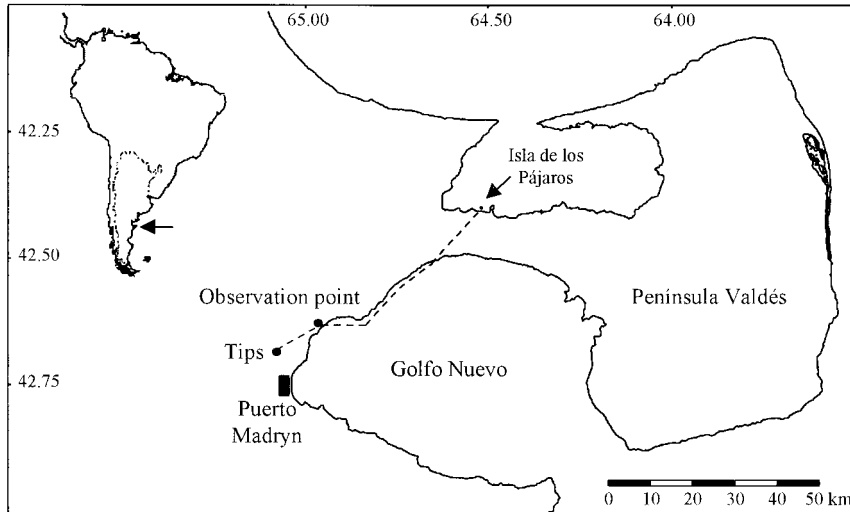 65.00 64.50 64.00
42.25
Isla de los
Pájaros
42.50
Observation point
Península Valdés
Tips
Golfo Nuevo
42.75
Puerto
Madryn
0 10 20 30 40 50 km